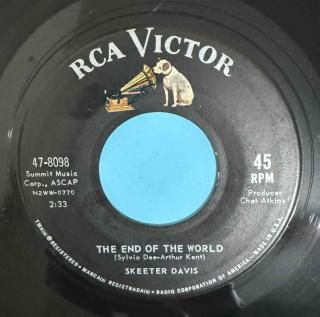 RCA VICTOR
47-8098
Summit Music
Corp., ASCAP
N2WW-0770
2:33
45
RPM
Producer
Chet Atkins
THE END OF THE WORLD
(Sylvia Dee-Arthur Kent)
SKEETER DAVIS
TMK(s) ® REGISTERED • MARCA(s) REGISTRADA(s) • RADIO CORPORATION OF AMERICA • MADE IN U.S.A.